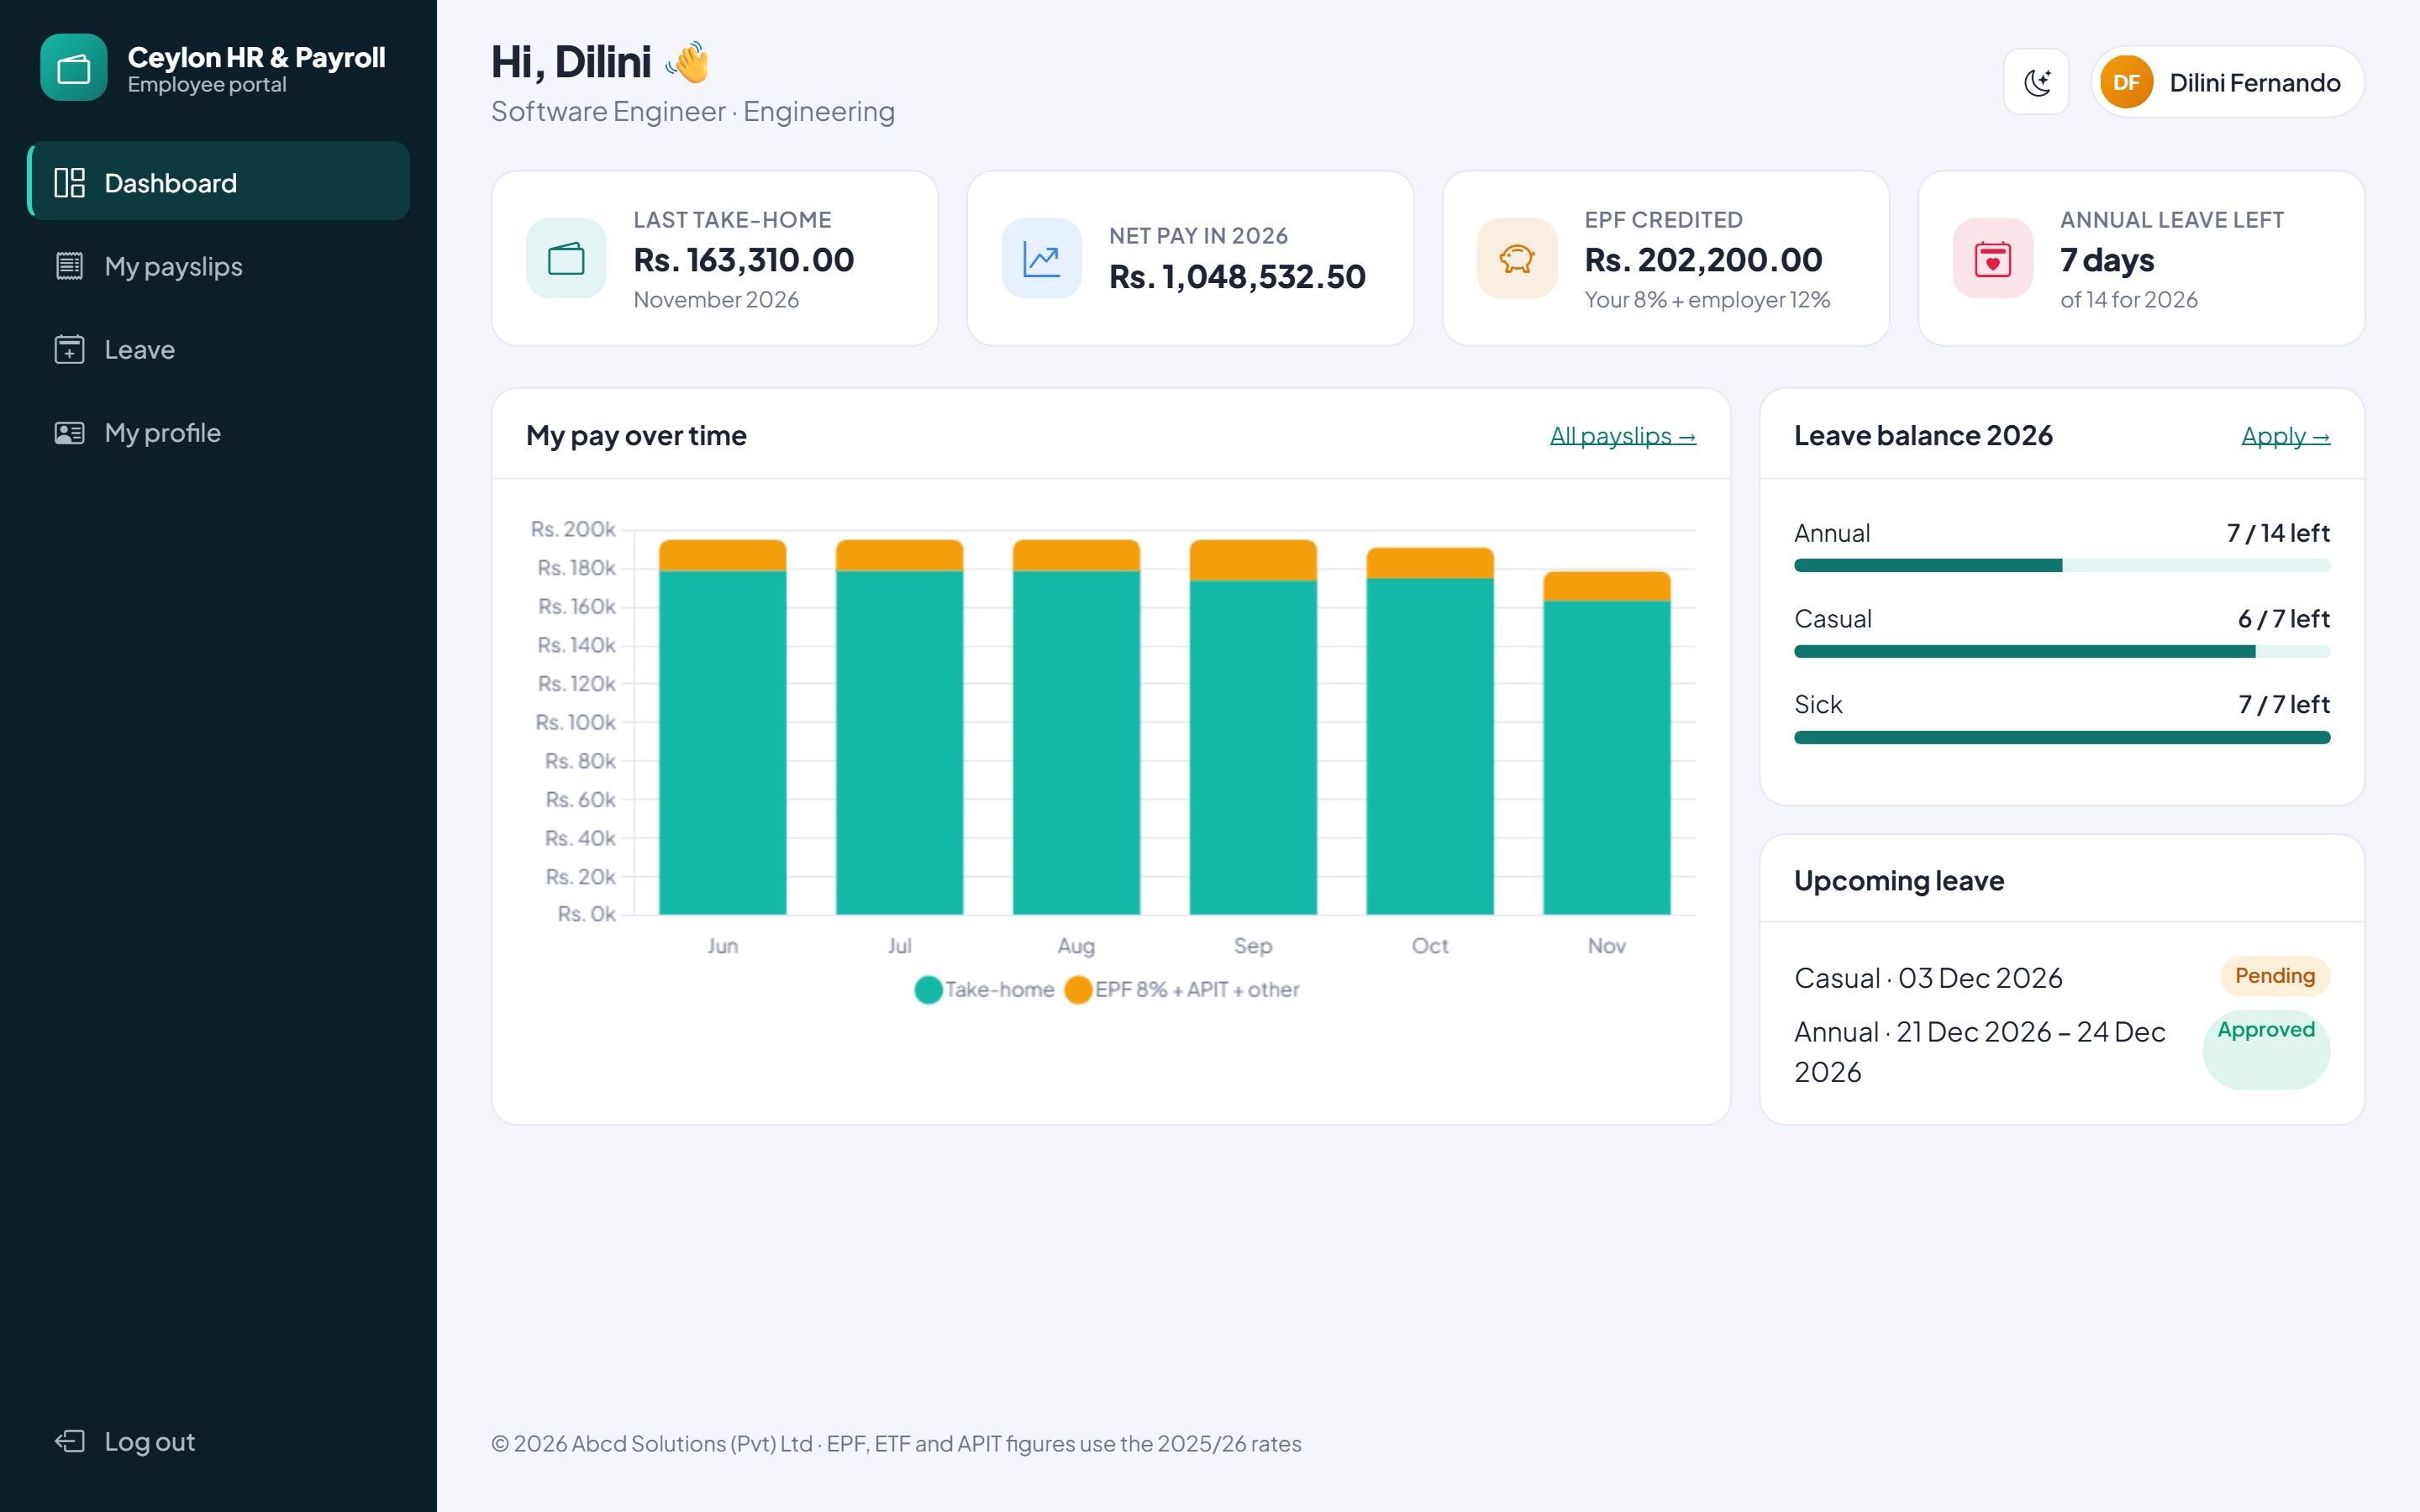 Ceylon HR & Payroll
Employee portal
Dashboard
My payslips
Leave
My profile
Log out
Hi, Dilini 👋
Software Engineer · Engineering
DF
Dilini Fernando
LAST TAKE-HOME
Rs. 163,310.00
November 2026
NET PAY IN 2026
Rs. 1,048,532.50
EPF CREDITED
Rs. 202,200.00
Your 8% + employer 12%
ANNUAL LEAVE LEFT
7 days
of 14 for 2026
My pay over time
All payslips →
Rs. 200k
Rs. 180k
Rs. 160k
Rs. 140k
Rs. 120k
Rs. 100k
Rs. 80k
Rs. 60k
Rs. 40k
Rs. 20k
Rs. 0k
Jun Jul Aug Sep Oct Nov
Take-home EPF 8% + APIT + other
Leave balance 2026
Apply →
Annual 7 / 14 left
Casual 6 / 7 left
Sick 7 / 7 left
Upcoming leave
Casual · 03 Dec 2026 Pending
Annual · 21 Dec 2026 – 24 Dec Approved
2026
© 2026 Abcd Solutions (Pvt) Ltd · EPF, ETF and APIT figures use the 2025/26 rates